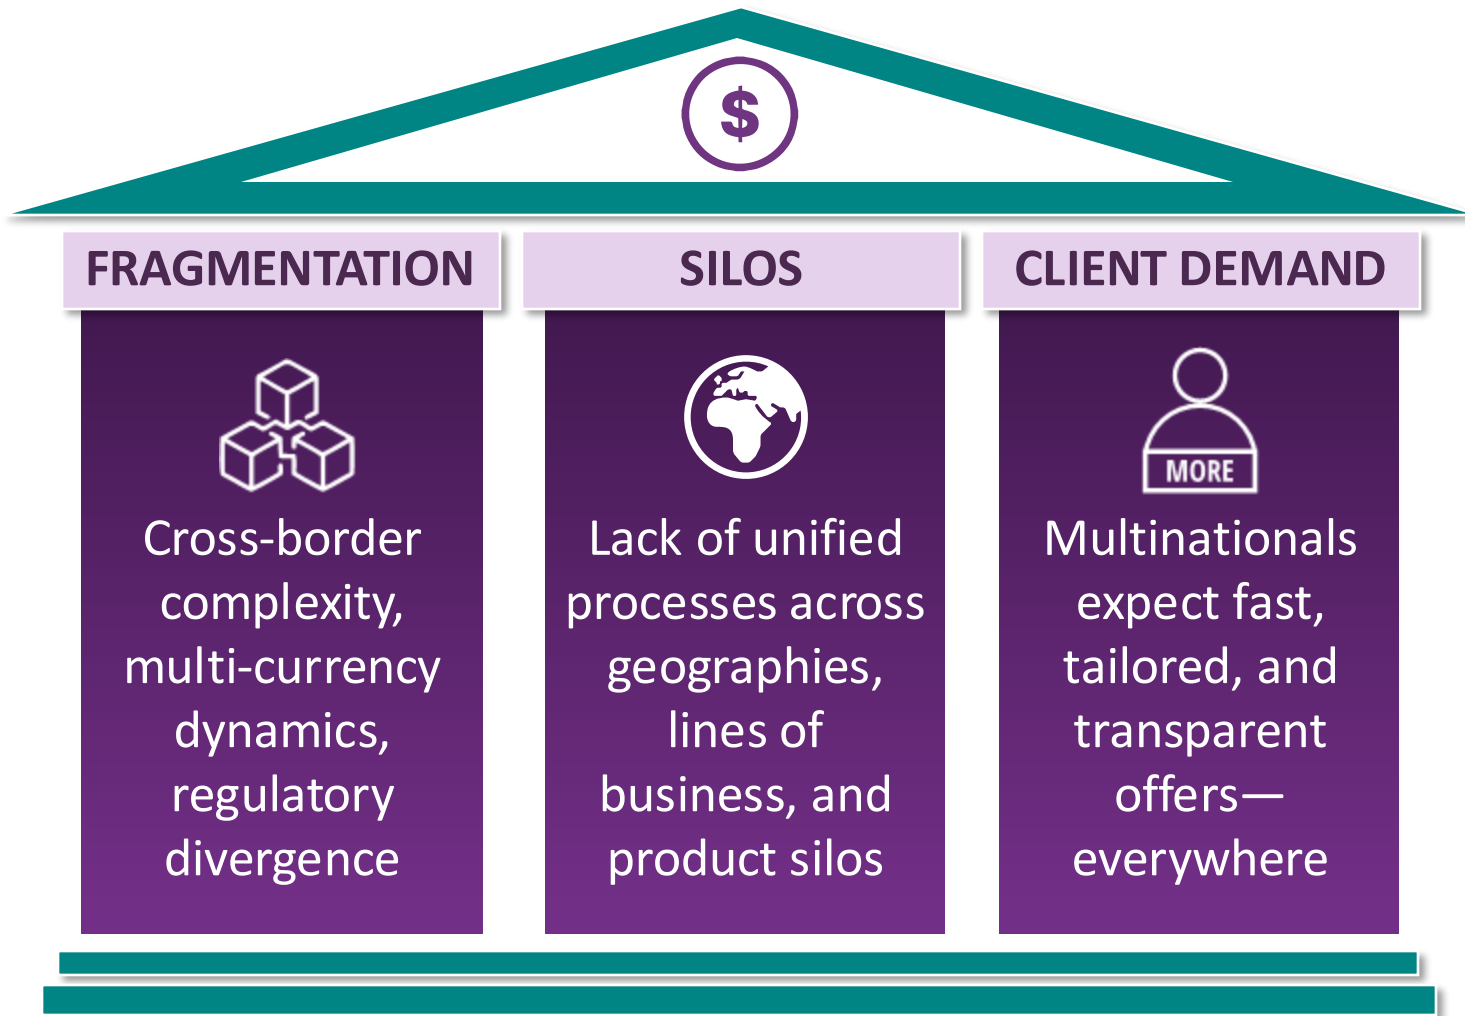 $
FRAGMENTATION
Cross-border
complexity,
multi-currency
dynamics,
regulatory
divergence
SILOS
Lack of unified
processes across
geographies,
lines of
business, and
product silos
CLIENT DEMAND
MORE
Multinationals
expect fast,
tailored, and
transparent
offers—
everywhere